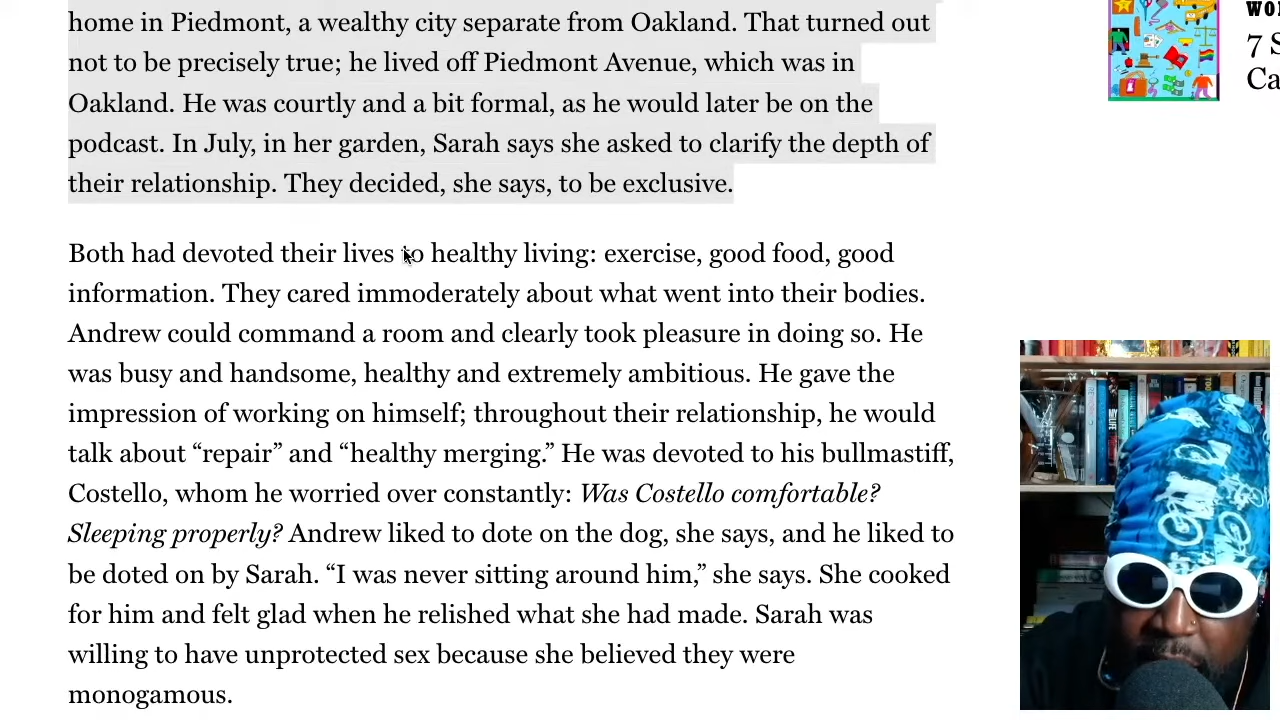 home in Piedmont, a wealthy city separate from Oakland. That turned out
not to be precisely true; he lived off Piedmont Avenue, which was in
Oakland. He was courtly and a bit formal, as he would later be on the
podcast. In July, in her garden, Sarah says she asked to clarify the depth of
their relationship. They decided, she says, to be exclusive.
Both had devoted their lives to healthy living: exercise, good food, good
information. They cared immoderately about what went into their bodies.
Andrew could command a room and clearly took pleasure in doing so. He
was busy and handsome, healthy and extremely ambitious. He gave the
impression of working on himself; throughout their relationship, he would
talk about “repair” and “healthy merging.” He was devoted to his bullmastiff,
Costello, whom he worried over constantly: Was Costello comfortable?
Sleeping properly? Andrew liked to dote on the dog, she says, and he liked to
be doted on by Sarah. “I was never sitting around him,” she says. She cooked
for him and felt glad when he relished what she had made. Sarah was
willing to have unprotected sex because she believed they were
monogamous.
7 S
Ca